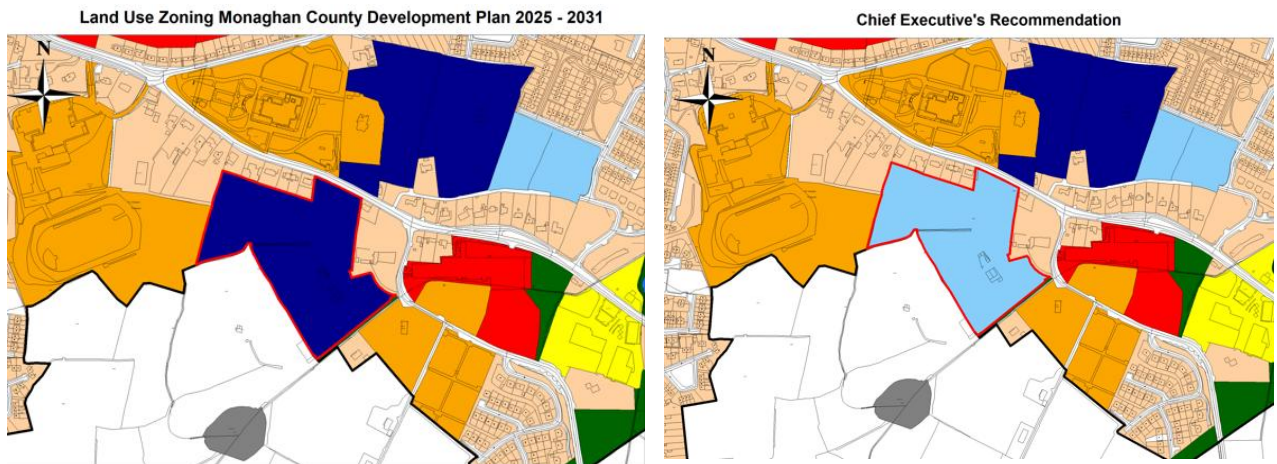 Land Use Zoning Monaghan County Development Plan 2025 - 2031
Chief Executive's Recommendation
N
N